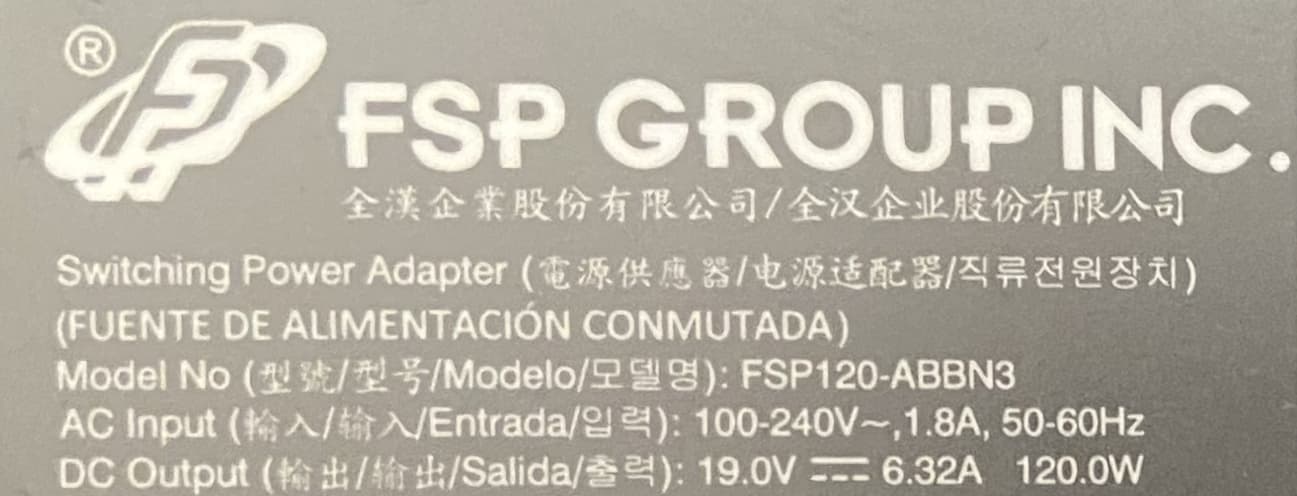 ® FSP GROUP INC.
全漢企業股份有限公司/全汉企业股份有限公司
Switching Power Adapter (電源供應器/电源适配器/직류전원장치)
(FUENTE DE ALIMENTACIÓN CONMUTADA)
Model No (型號/型号/Modelo/모델명): FSP120-ABBN3
AC Input (輸入/输入/Entrada/입력): 100-240V~,1.8A, 50-60Hz
DC Output (輸出/输出/Salida/출력): 19.0V ⎓ 6.32A 120.0W